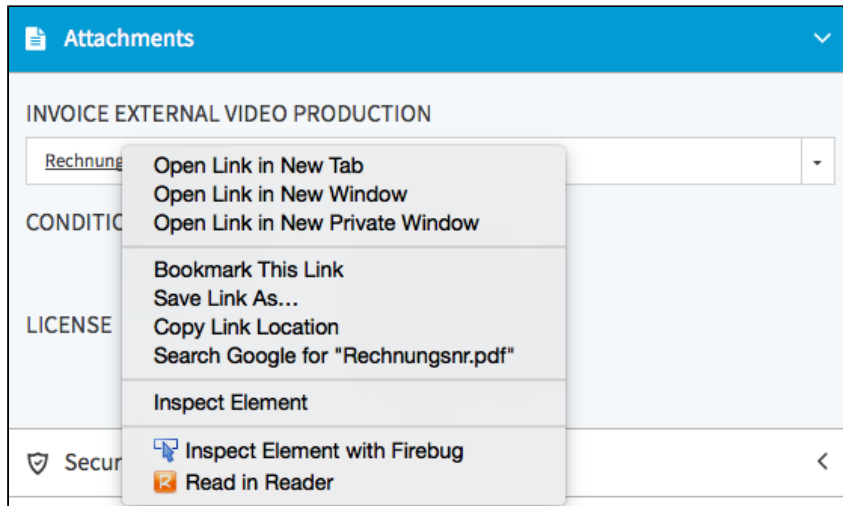 Attachments
INVOICE EXTERNAL VIDEO PRODUCTION
Rechnung
Open Link in New Tab
Open Link in New Window
Open Link in New Private Window
CONDITIO
Bookmark This Link
Save Link As...
Copy Link Location
LICENSE
Search Google for "Rechnungsnr.pdf"
Inspect Element
Inspect Element with Firebug
Secur
Read in Reader